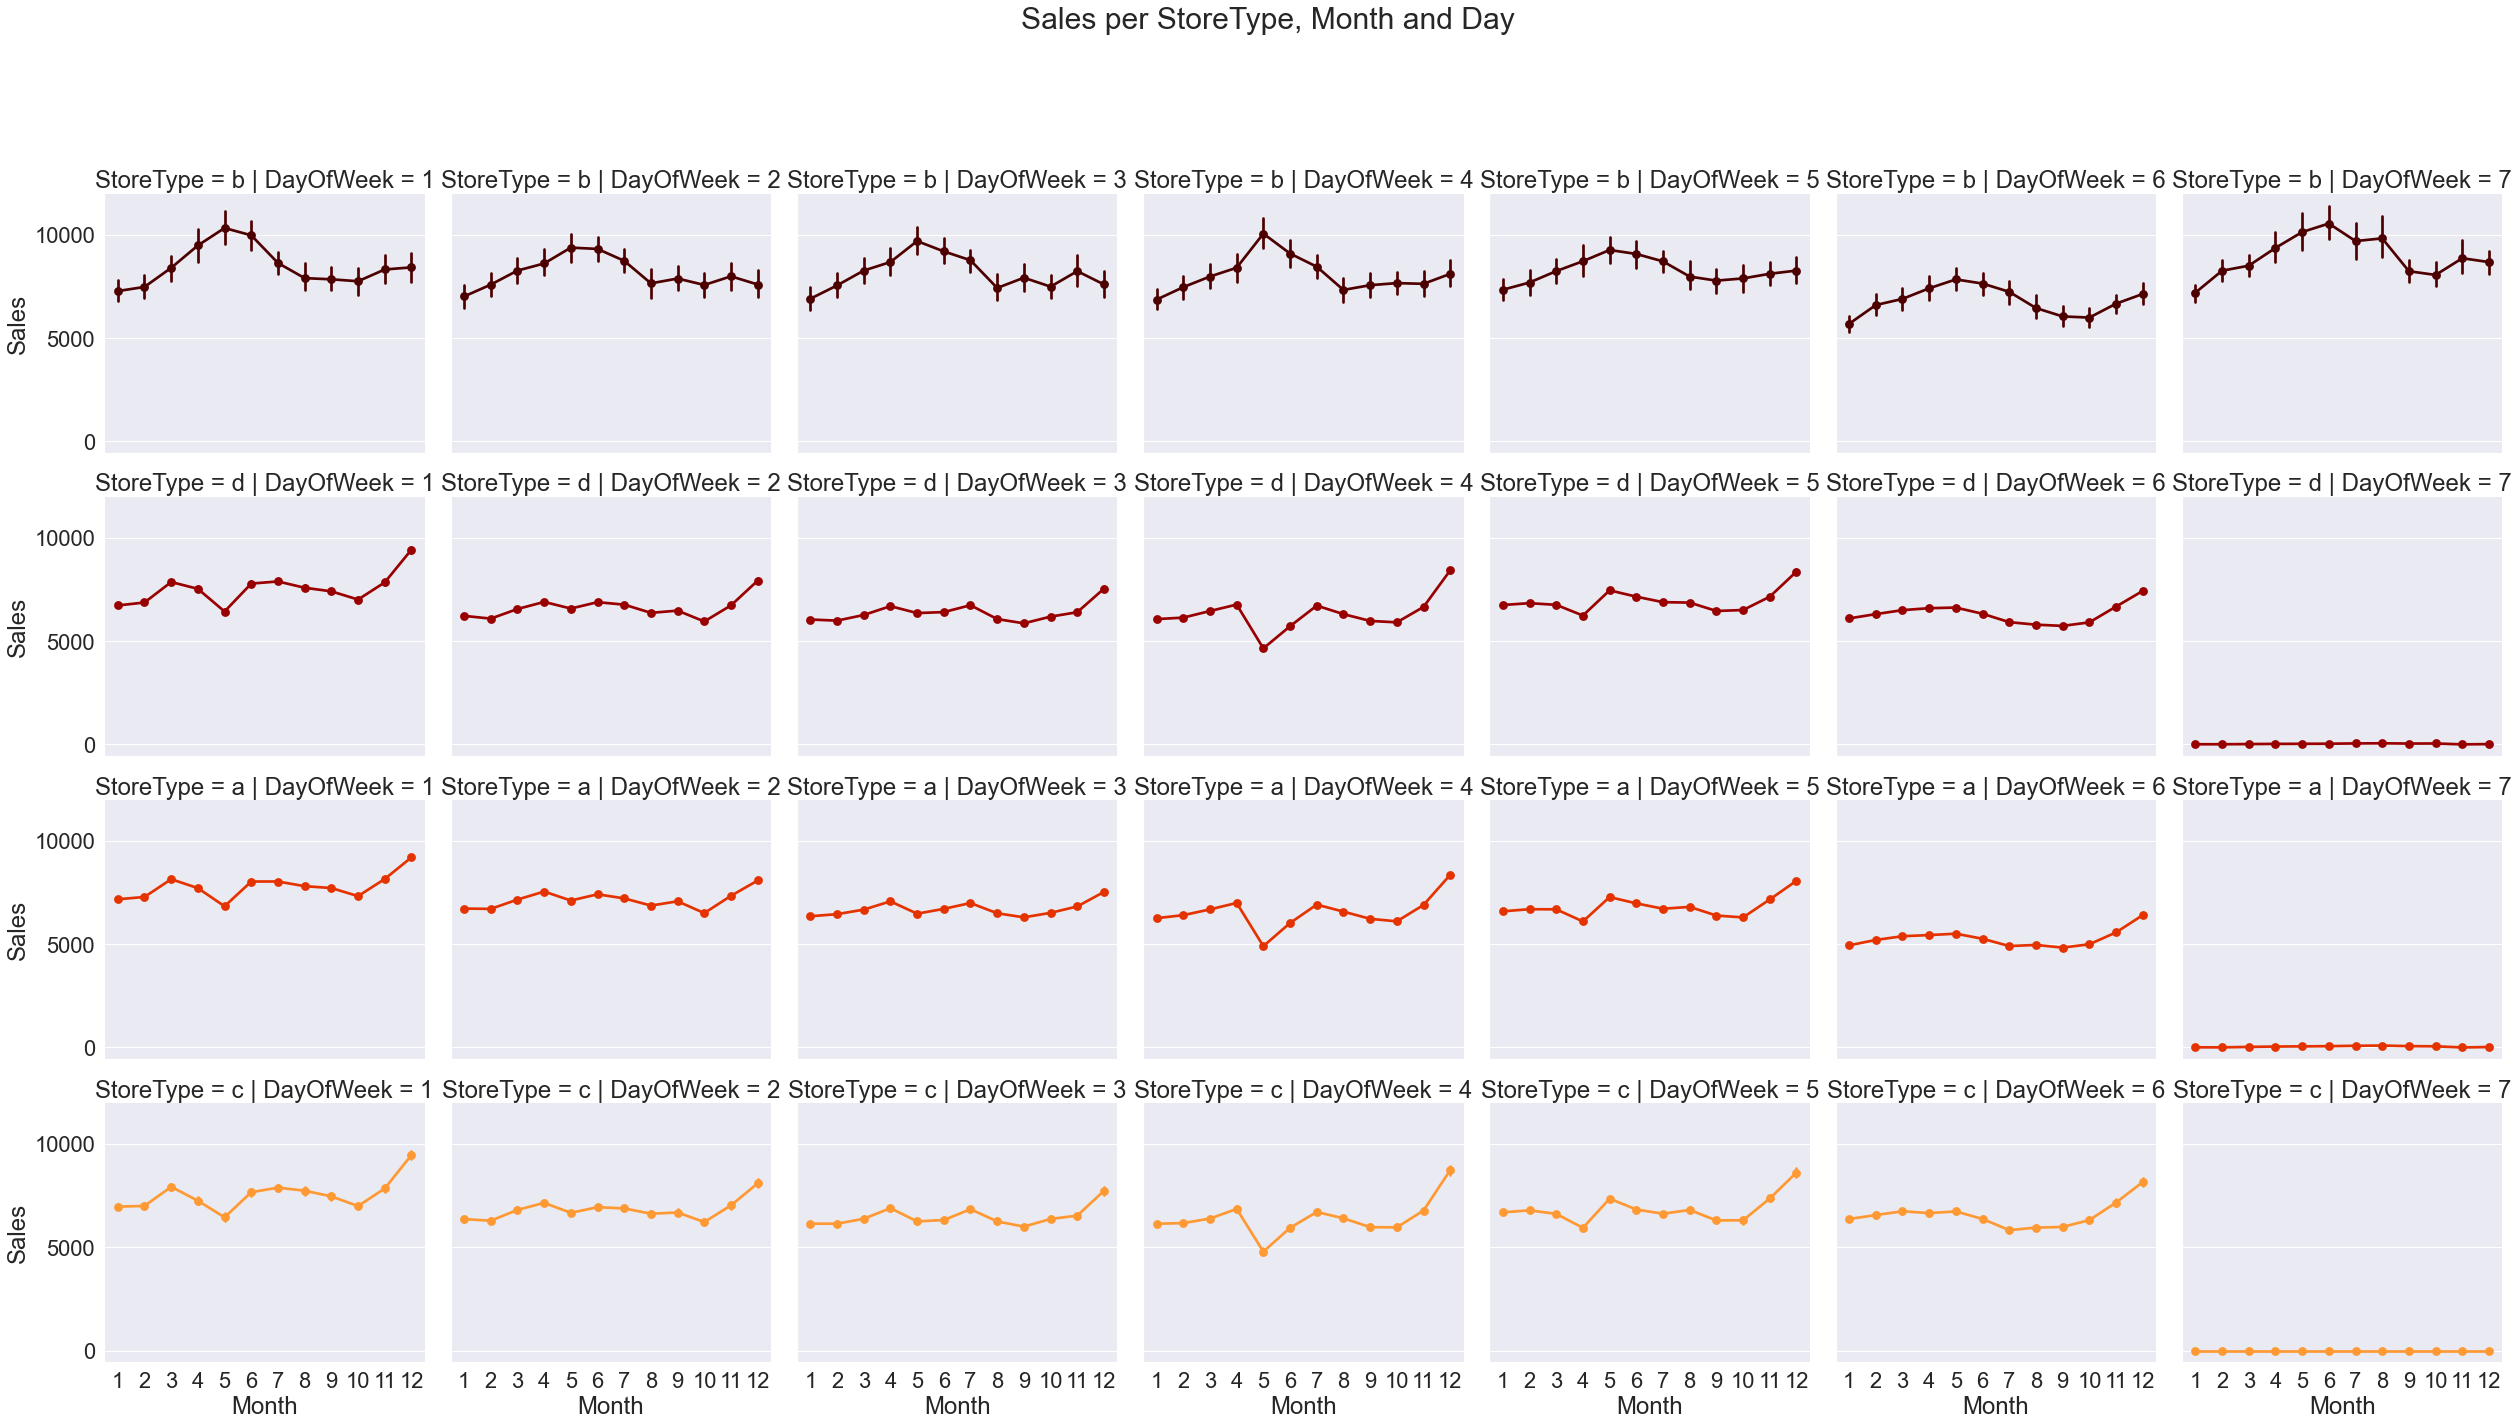 Sales per StoreType, Month and Day
StoreType = b | DayOfWeek = 1 StoreType = b | DayOfWeek = 2 StoreType = b | DayOfWeek = 3 StoreType = b | DayOfWeek = 4 StoreType = b | DayOfWeek = 5 StoreType = b | DayOfWeek = 6 StoreType = b | DayOfWeek = 7
10000
Sales
5000
0
StoreType = d | DayOfWeek = 1 StoreType = d | DayOfWeek = 2 StoreType = d | DayOfWeek = 3 StoreType = d | DayOfWeek = 4 StoreType = d | DayOfWeek = 5 StoreType = d | DayOfWeek = 6 StoreType = d | DayOfWeek = 7
10000
Sales
5000
0
StoreType = a | DayOfWeek = 1 StoreType = a | DayOfWeek = 2 StoreType = a | DayOfWeek = 3 StoreType = a | DayOfWeek = 4 StoreType = a | DayOfWeek = 5 StoreType = a | DayOfWeek = 6 StoreType = a | DayOfWeek = 7
10000
Sales
5000
0
StoreType = c | DayOfWeek = 1 StoreType = c | DayOfWeek = 2 StoreType = c | DayOfWeek = 3 StoreType = c | DayOfWeek = 4 StoreType = c | DayOfWeek = 5 StoreType = c | DayOfWeek = 6 StoreType = c | DayOfWeek = 7
10000
Sales
5000
0
1 2 3 4 5 6 7 8 9 10 11 12 1 2 3 4 5 6 7 8 9 10 11 12 1 2 3 4 5 6 7 8 9 10 11 12 1 2 3 4 5 6 7 8 9 10 11 12 1 2 3 4 5 6 7 8 9 10 11 12 1 2 3 4 5 6 7 8 9 10 11 12 1 2 3 4 5 6 7 8 9 10 11 12
Month Month Month Month Month Month Month